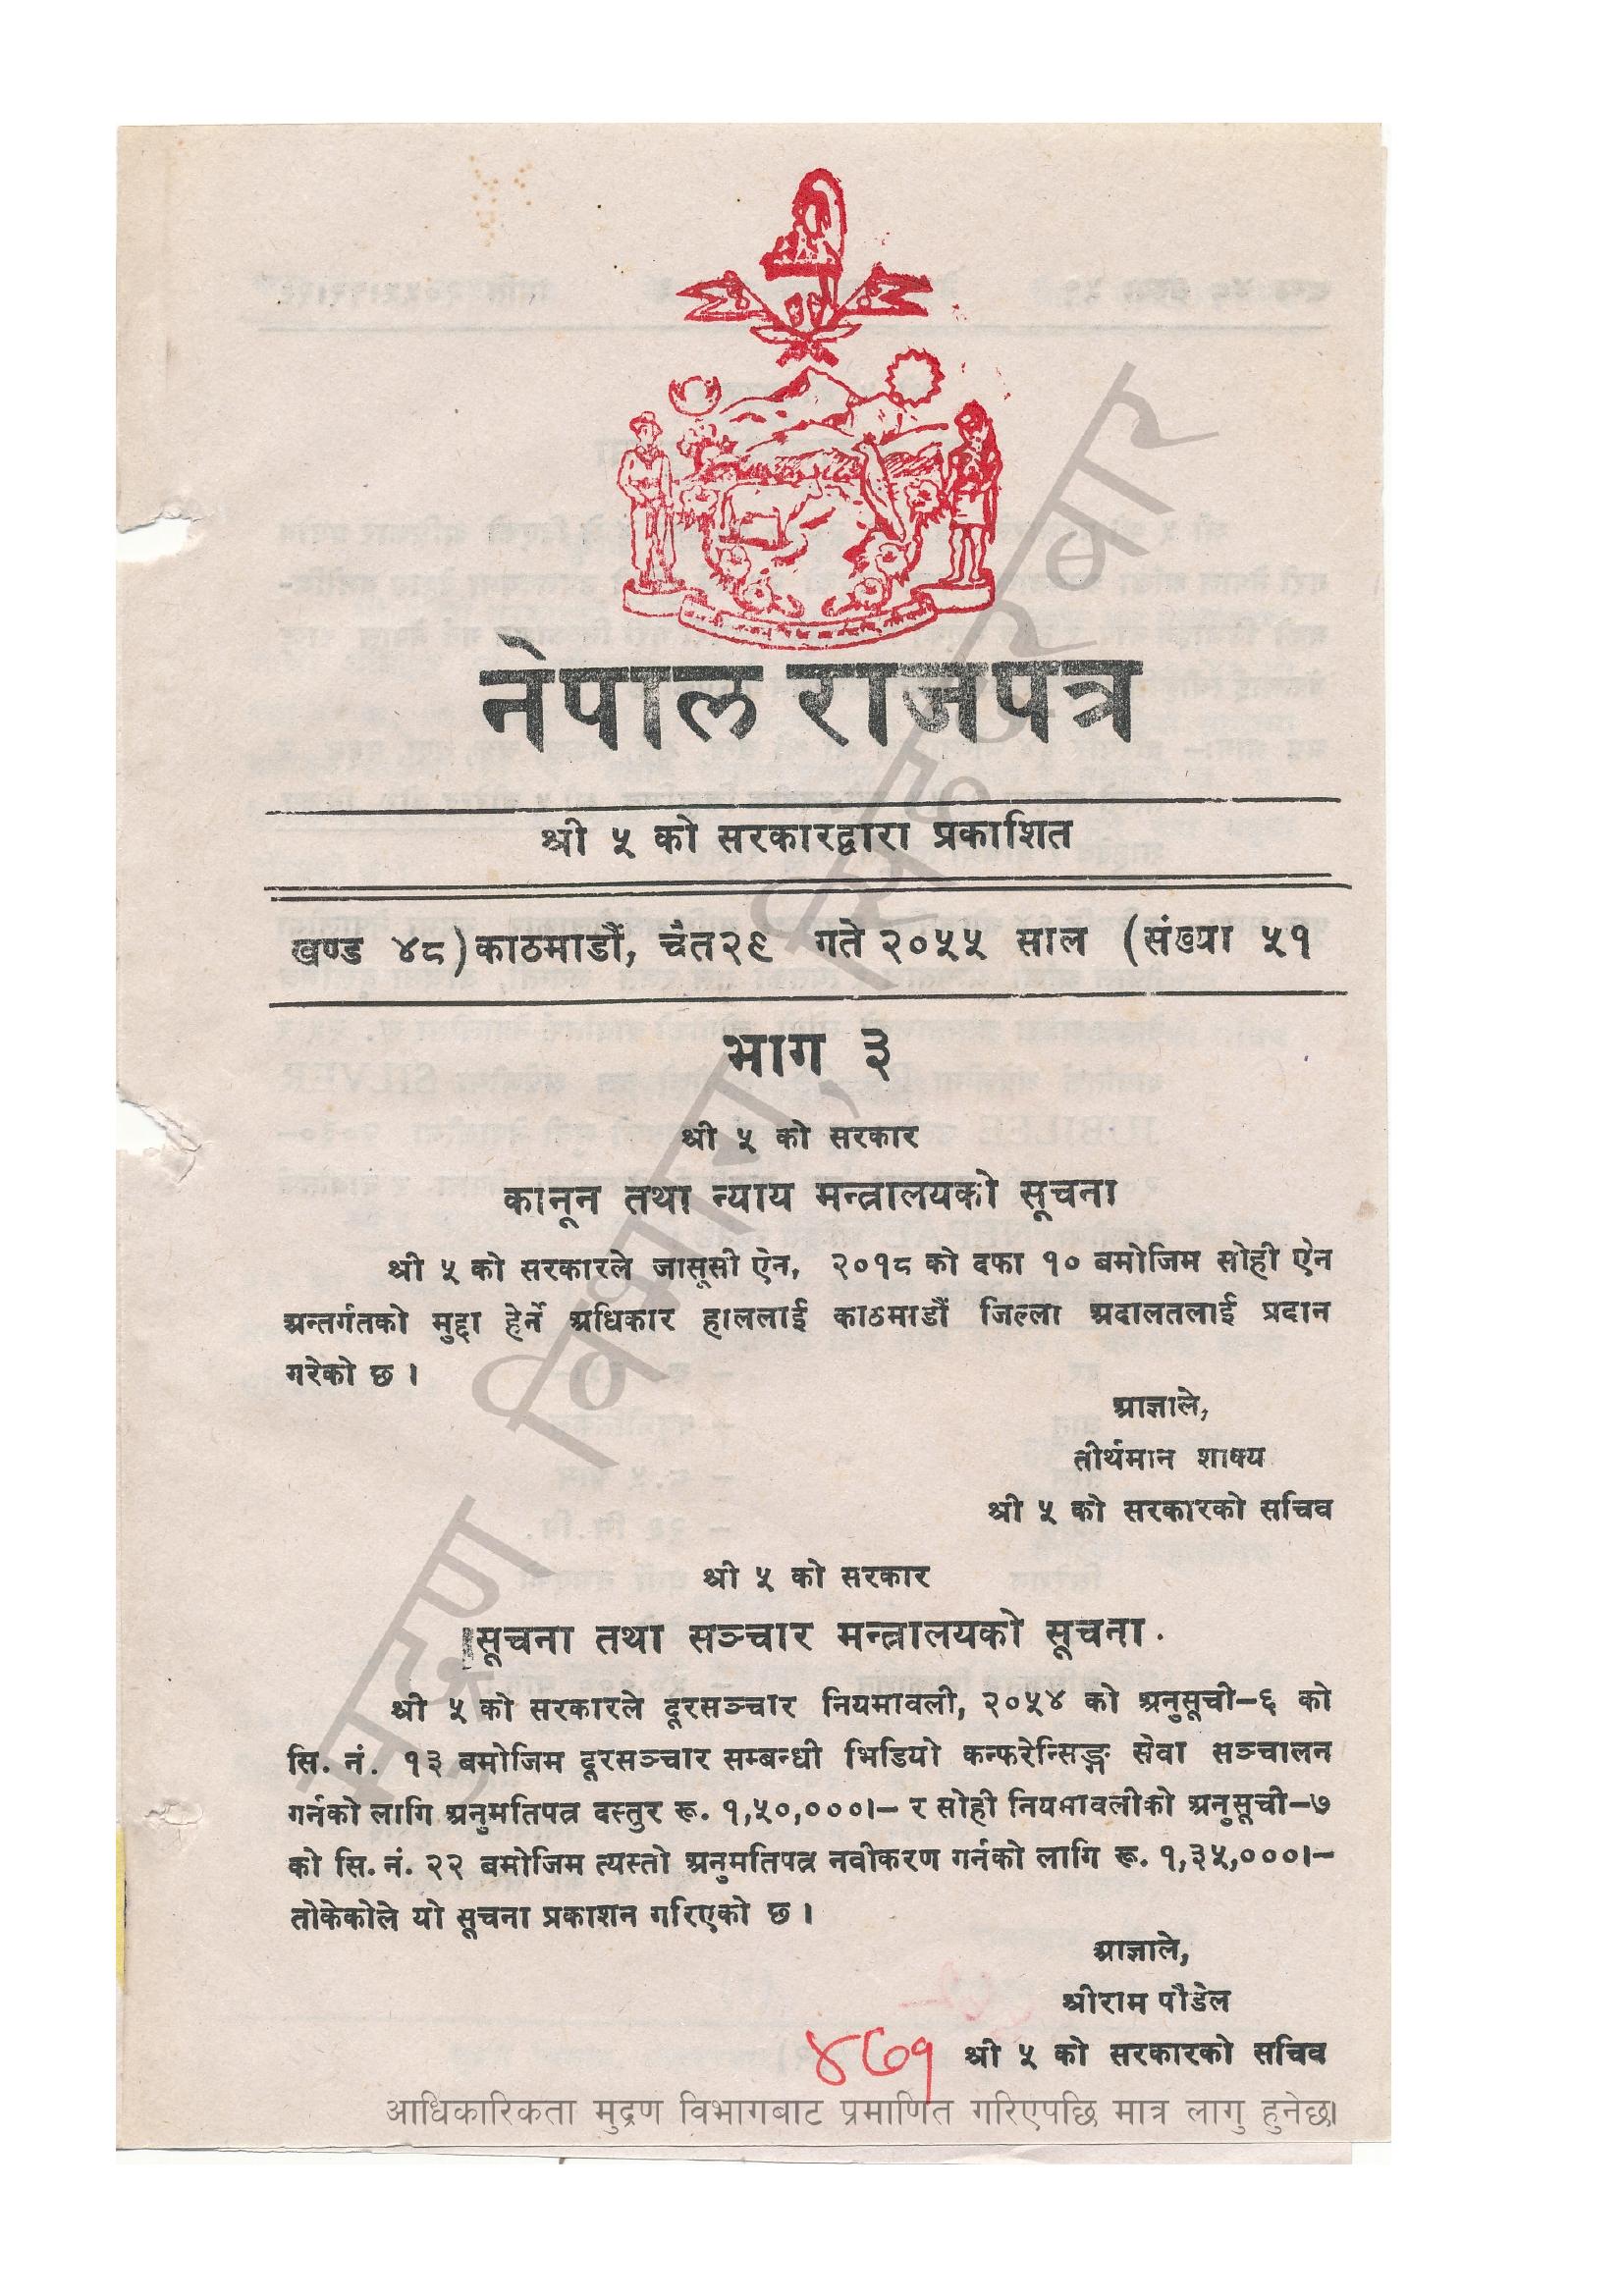 नेपाल राजपत्र
श्री ५ को सरकारद्वारा प्रकाशित
खण्ड ४८) काठमाडौं, चैत २९ गते २०५५ साल (संख्या ५१
भाग ३
श्री ५ को सरकार
कानून तथा न्याय मन्त्रालयको सूचना
श्री ५ को सरकारले जासूसी ऐन, २०१८ को दफा १० बमोजिम सोही ऐन
अन्तर्गतको मुद्दा हेर्ने अधिकार हाललाई काठमाडौं जिल्ला अदालतलाई प्रदान
गरेको छ ।
आज्ञाले,
तीर्थमान शाक्य
श्री ५ को सरकारको सचिव
श्री ५ को सरकार
सूचना तथा सञ्चार मन्त्रालयको सूचना
श्री ५ को सरकारले दूरसञ्चार नियमावली, २०५४ को अनुसूची–६ को
सि. नं. १३ बमोजिम दूरसञ्चार सम्बन्धी भिडियो कन्फरेन्सिङ्ग सेवा सञ्चालन
गर्नको लागि अनुमतिपत्र दस्तुर रू. १,५०,०००।– र सोही नियमावलीको अनुसूची–७
को सि. नं. २२ बमोजिम त्यस्तो अनुमतिपत्र नवीकरण गर्नको लागि रू. १,३५,०००।–
तोकेकोले यो सूचना प्रकाशन गरिएको छ ।
आज्ञाले,
श्रीराम पौडेल
४७१ श्री ५ को सरकारको सचिव
आधिकारिकता मुद्रण विभागबाट प्रमाणित गरिएपछि मात्र लागु हुनेछ।
मुद्रण विभाग, सिंहदरबार